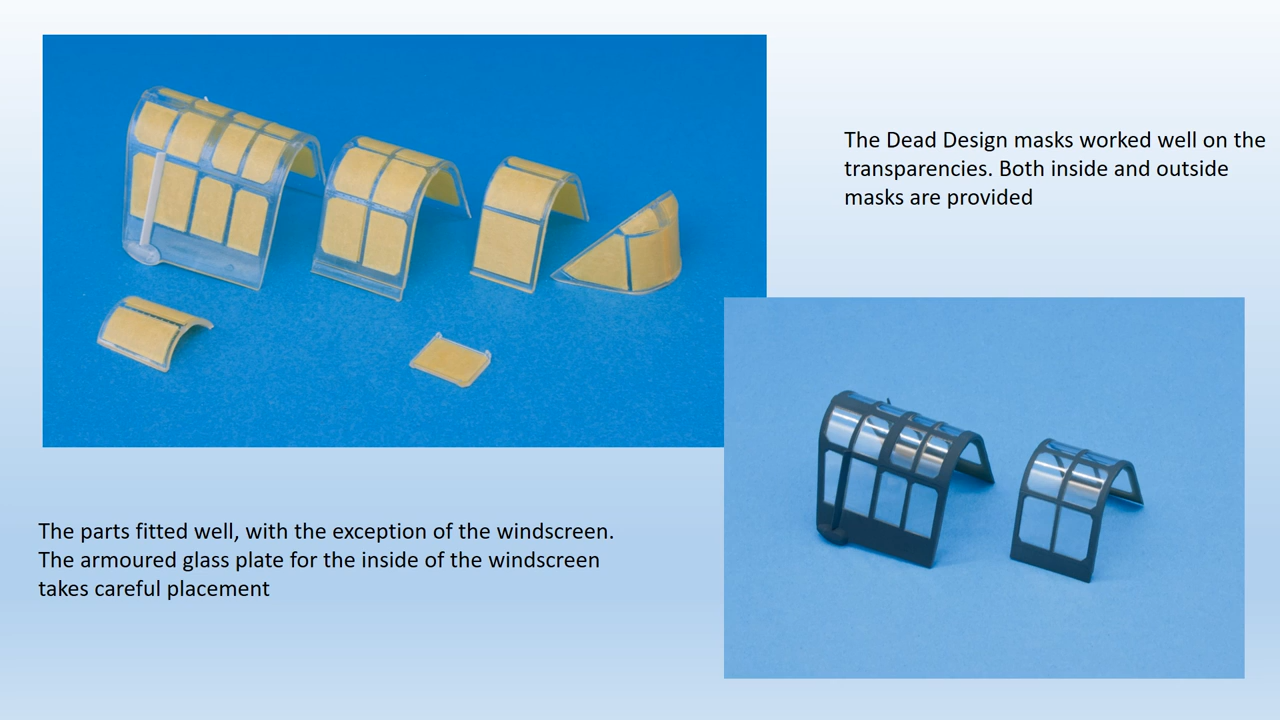 The Dead Design masks worked well on the
transparencies. Both inside and outside
masks are provided
The parts fitted well, with the exception of the windscreen.
The armoured glass plate for the inside of the windscreen
takes careful placement